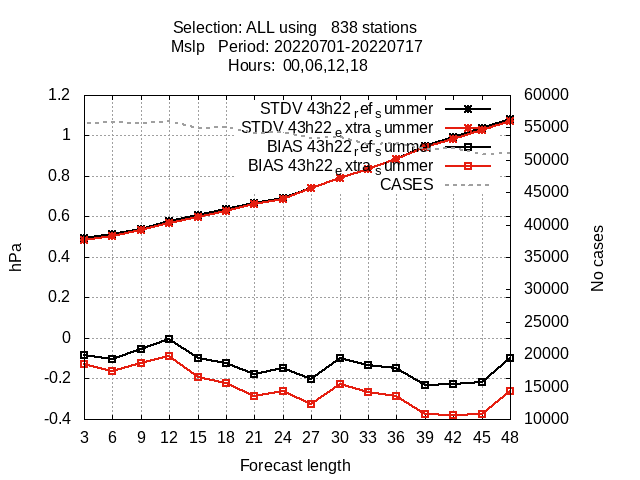 Selection: ALL using   838 stations
Mslp   Period: 20220701-20220717
Hours: 00,06,12,18
STDV 43h22_ref_summer
STDV 43h22_extra_summer
BIAS 43h22_ref_summer
BIAS 43h22_extra_summer
CASES
hPa
1.2
1
0.8
0.6
0.4
0.2
0
-0.2
-0.4
60000
55000
50000
45000
40000
35000
30000
25000
20000
15000
10000
No cases
3 6 9 12 15 18 21 24 27 30 33 36 39 42 45 48
Forecast length